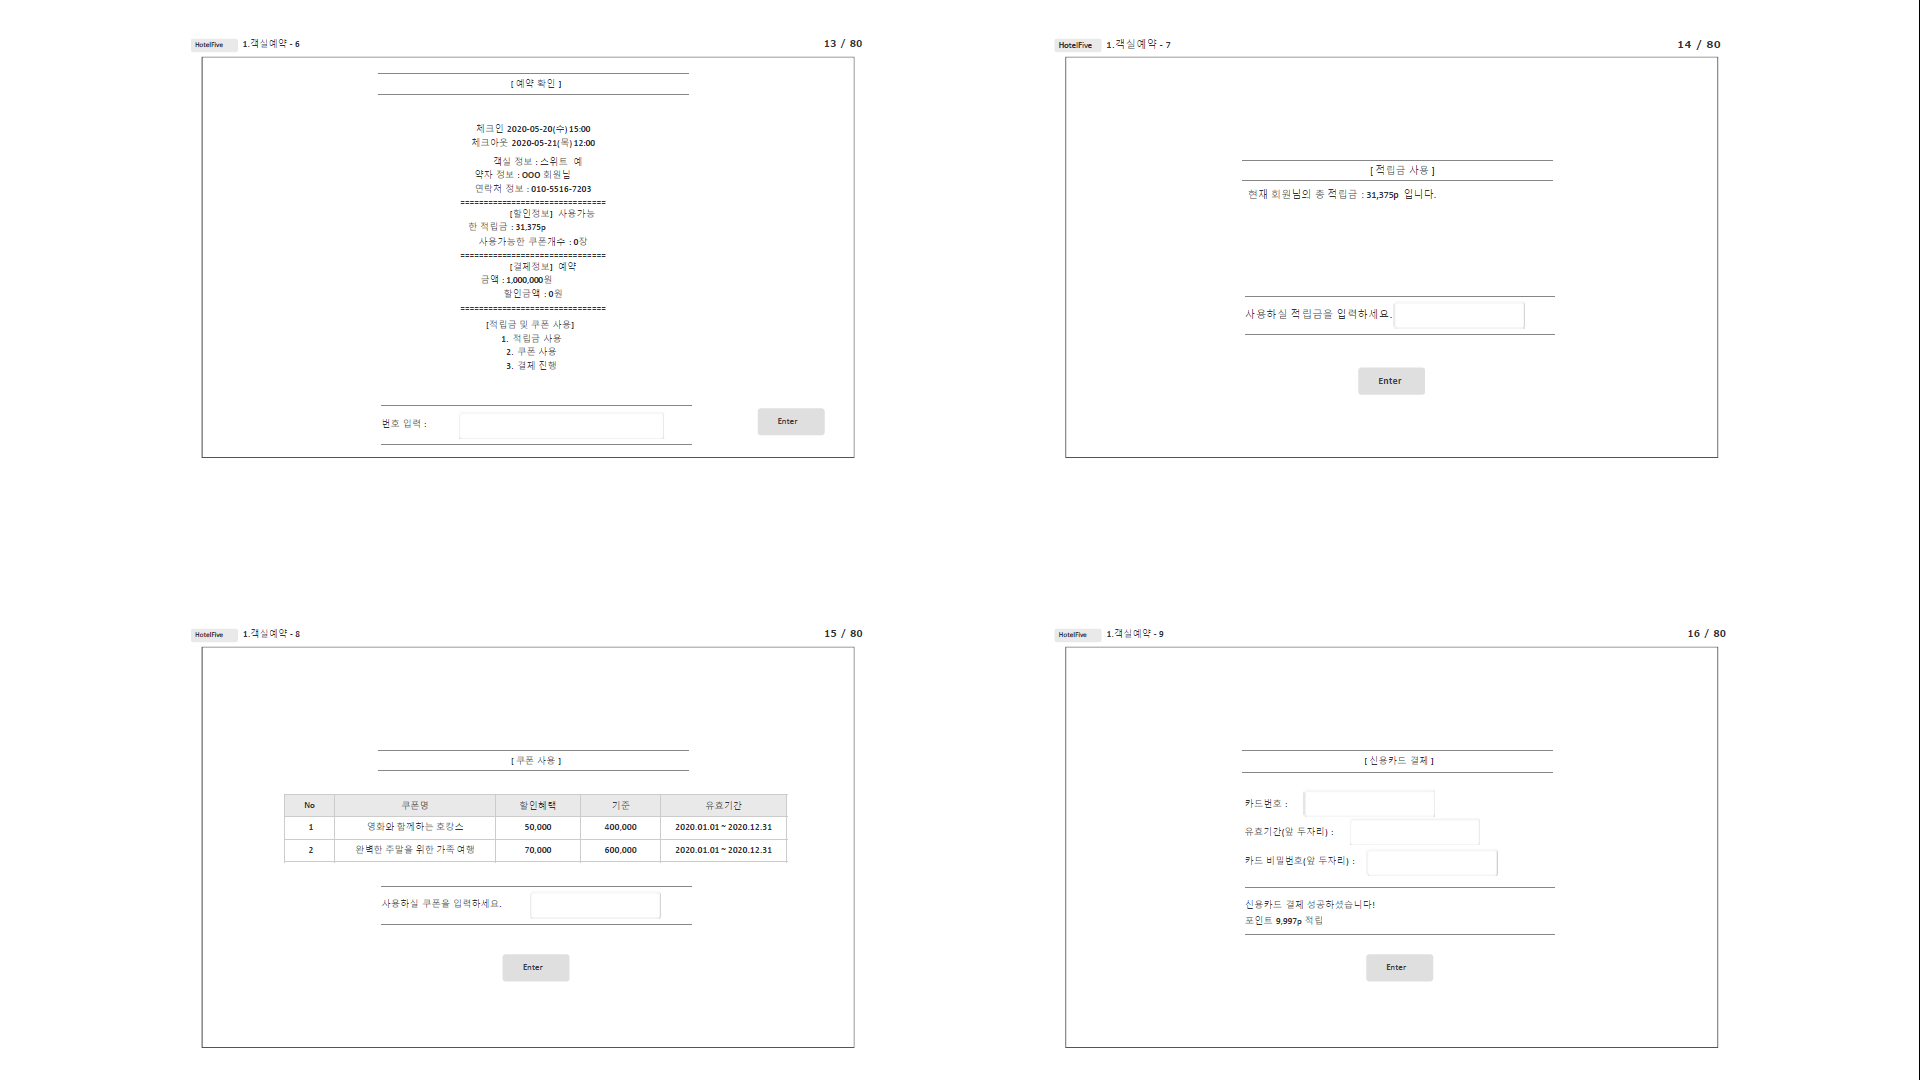 HotelFive 1.객실예약 - 6 13 / 80
[ 예약 확인 ]
체크인 2020-05-20(수) 15:00
체크아웃 2020-05-21(목) 12:00
객실 정보 : 스위트 예
약자 정보 : OOO 회원님
연락처 정보 : 010-5516-7203
===============================
[할인정보] 사용가능
한 적립금 : 31,375p
사용가능한 쿠폰개수 : 0장
===============================
[결제정보] 예약
금액 : 1,000,000원
할인금액 : 0원
===============================
[적립금 및 쿠폰 사용]
1. 적립금 사용
2. 쿠폰 사용
3. 결제 진행
번호 입력 :
Enter
HotelFive 1.객실예약 - 7 14 / 80
[ 적립금 사용 ]
현재 회원님의 총 적립금 : 31,375p 입니다.
사용하실 적립금을 입력하세요.
Enter
HotelFive 1.객실예약 - 8 15 / 80
[ 쿠폰 사용 ]
No 쿠폰명 할인혜택 기준 유효기간
1 영화와 함께하는 호캉스 50,000 400,000 2020.01.01 ~ 2020.12.31
2 완벽한 주말을 위한 가족 여행 70,000 600,000 2020.01.01 ~ 2020.12.31
사용하실 쿠폰을 입력하세요.
Enter
HotelFive 1.객실예약 - 9 16 / 80
[ 신용카드 결제 ]
카드번호 :
유효기간(앞 두자리) :
카드 비밀번호(앞 두자리) :
신용카드 결제 성공하셨습니다!
포인트 9,997p 적립
Enter